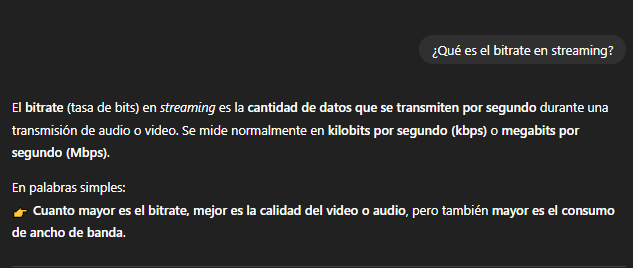 ¿Qué es el bitrate en streaming?
El bitrate (tasa de bits) en streaming es la cantidad de datos que se transmiten por segundo durante una
transmisión de audio o video. Se mide normalmente en kilobits por segundo (kbps) o megabits por
segundo (Mbps).
En palabras simples:
👉 Cuanto mayor es el bitrate, mejor es la calidad del video o audio, pero también mayor es el consumo
de ancho de banda.